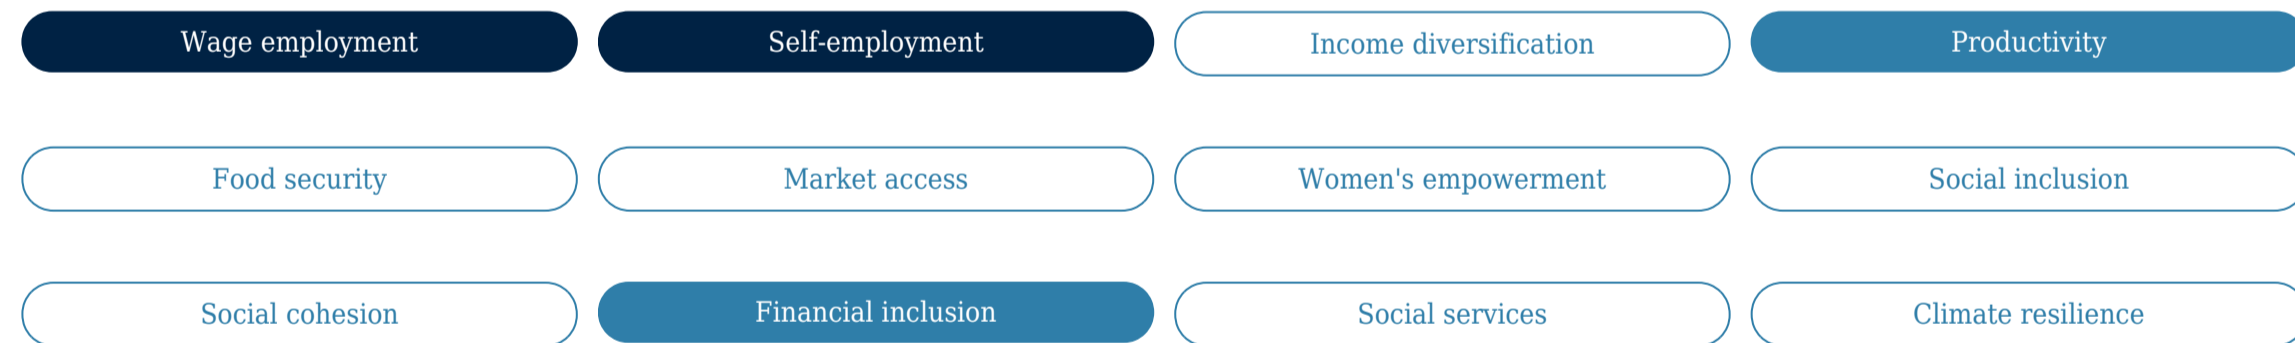 Wage employment
Self-employment
Income diversification
Productivity
Food security
Market access
Women's empowerment
Social inclusion
Social cohesion
Financial inclusion
Social services
Climate resilience